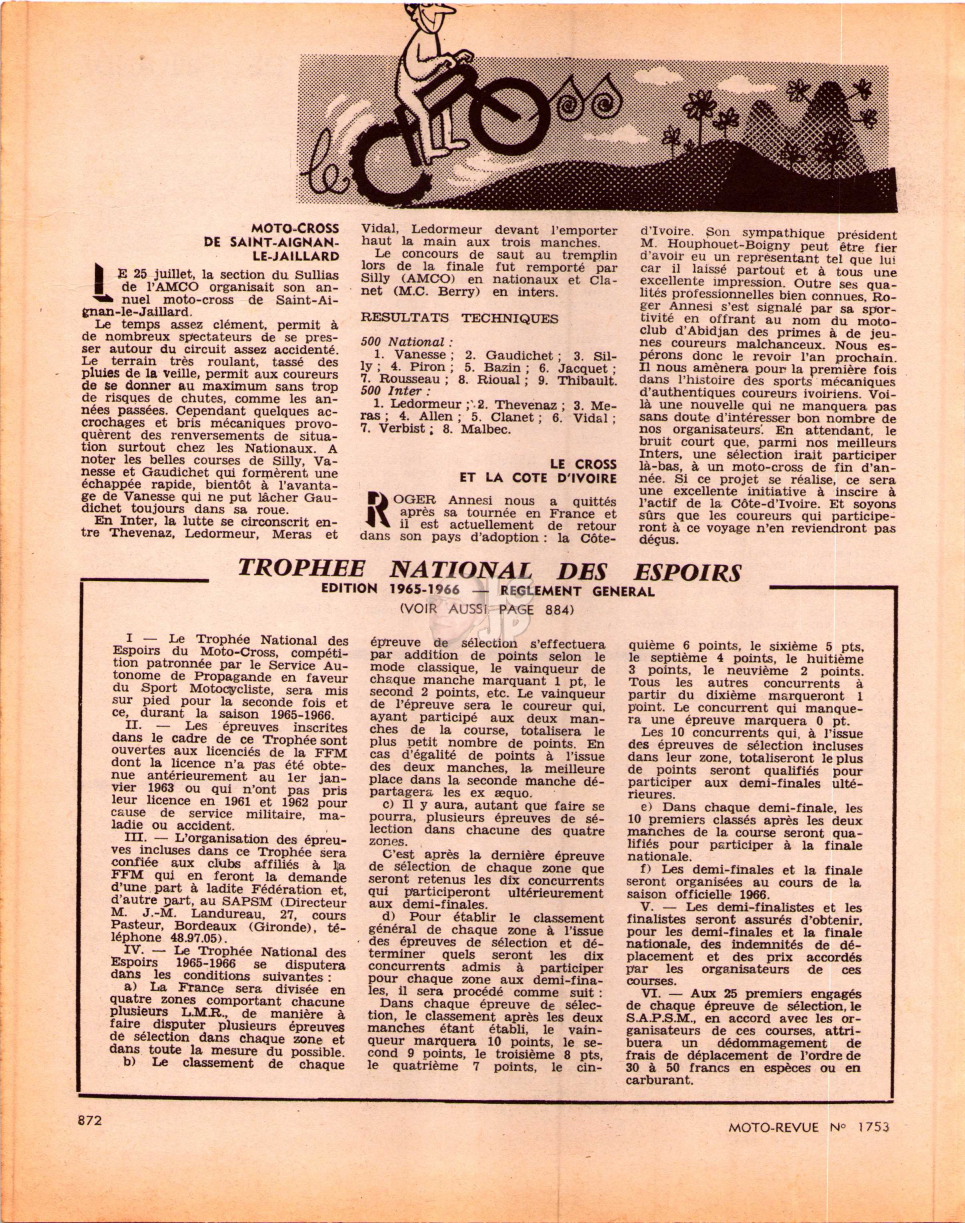 le
cross
MOTO-CROSS
DE SAINT-AIGNAN-
LE-JAILLARD
LE 25 juillet, la section du Sullias
de l'AMCO organisait son an-
nuel moto-cross de Saint-Ai-
gnan-le-Jaillard.
Le temps assez clément, permit à
de nombreux spectateurs de se pres-
ser autour du circuit assez accidenté.
Le terrain très roulant, tassé des
pluies de la veille, permit aux coureurs
de se donner au maximum sans trop
de risques de chutes, comme les an-
nées passées. Cependant quelques ac-
crochages et bris mécaniques provo-
quèrent des renversements de situa-
tion surtout chez les Nationaux. A
noter les belles courses de Silly, Va-
nesse et Gaudichet qui formèrent une
échappée rapide, bientôt à l'avanta-
ge de Vanesse qui ne put lâcher Gau-
dichet toujours dans sa roue.
En Inter, la lutte se circonscrit en-
tre Thevenaz, Ledormeur, Meras et
Vidal, Ledormeur devant l'emporter
haut la main aux trois manches.
Le concours de saut au tremplin
lors de la finale fut remporté par
Silly (AMCO) en nationaux et Cla-
net (M.C. Berry) en inters.
RESULTATS TECHNIQUES
500 National :
1. Vanesse ; 2. Gaudichet ; 3. Sil-
ly ; 4. Piron ; 5. Bazin ; 6. Jacquet ;
7. Rousseau ; 8. Rioual ; 9. Thibault.
500 Inter :
1. Ledormeur ; 2. Thevenaz ; 3. Me-
ras ; 4. Allen ; 5. Clanet ; 6. Vidal ;
7. Verbist ; 8. Malbec.
LE CROSS
ET LA COTE D'IVOIRE
ROGER Annesi nous a quittés
après sa tournée en France et
il est actuellement de retour
dans son pays d'adoption : la Côte-
d'Ivoire. Son sympathique président
M. Houphouet-Boigny peut être fier
d'avoir eu un représentant tel que lui
car il laissé partout et à tous une
excellente impression. Outre ses qua-
lités professionnelles bien connues, Ro-
ger Annesi s'est signalé par sa spor-
tivité en offrant au nom du moto-
club d'Abidjan des primes à de jeu-
nes coureurs malchanceux. Nous es-
pérons donc le revoir l'an prochain.
Il nous amènera pour la première fois
dans l'histoire des sports mécaniques
d'authentiques coureurs ivoiriens. Voi-
là une nouvelle qui ne manquera pas
sans doute d'intéresser bon nombre de
nos organisateurs. En attendant, le
bruit court que, parmi nos meilleurs
Inters, une sélection irait participer
là-bas, à un moto-cross de fin d'an-
née. Si ce projet se réalise, ce sera
une excellente initiative à inscire à
l'actif de la Côte-d'Ivoire. Et soyons
sûrs que les coureurs qui participe-
ront à ce voyage n'en reviendront pas
déçus.
TROPHEE NATIONAL DES ESPOIRS
EDITION 1965-1966 — REGLEMENT GENERAL
(VOIR AUSSI PAGE 884)
I — Le Trophée National des
Espoirs du Moto-Cross, compéti-
tion patronnée par le Service Au-
tonome de Propagande en faveur
du Sport Motocycliste, sera mis
sur pied pour la seconde fois et
ce, durant la saison 1965-1966.
II. — Les épreuves inscrites
dans le cadre de ce Trophée sont
ouvertes aux licenciés de la FFM
dont la licence n'a pas été obte-
nue antérieurement au 1er jan-
vier 1963 ou qui n'ont pas pris
leur licence en 1961 et 1962 pour
cause de service militaire, ma-
ladie ou accident.
III. — L'organisation des épreu-
ves incluses dans ce Trophée sera
confiée aux clubs affiliés à la
FFM qui en feront la demande
d'une part à ladite Fédération et,
d'autre part, au SAPSM (Directeur
M. J.-M. Landureau, 27, cours
Pasteur, Bordeaux (Gironde), té-
léphone 48.97.05).
IV. — Le Trophée National des
Espoirs 1965-1966 se disputera
dans les conditions suivantes :
a) La France sera divisée en
quatre zones comportant chacune
plusieurs L.M.R., de manière à
faire disputer plusieurs épreuves
de sélection dans chaque zone et
dans toute la mesure du possible.
b) Le classement de chaque
épreuve de sélection s'effectuera
par addition de points selon le
mode classique, le vainqueur de
chaque manche marquant 1 pt, le
second 2 points, etc. Le vainqueur
de l'épreuve sera le coureur qui,
ayant participé aux deux man-
ches de la course, totalisera le
plus petit nombre de points. En
cas d'égalité de points à l'issue
des deux manches, la meilleure
place dans la seconde manche dé-
partagera les ex æquo.
c) Il y aura, autant que faire se
pourra, plusieurs épreuves de sé-
lection dans chacune des quatre
zones.
C'est après la dernière épreuve
de sélection de chaque zone que
seront retenus les dix concurrents
qui participeront ultérieurement
aux demi-finales.
d) Pour établir le classement
général de chaque zone à l'issue
des épreuves de sélection et dé-
terminer quels seront les dix
concurrents admis à participer
pour chaque zone aux demi-fina-
les, il sera procédé comme suit :
Dans chaque épreuve de sélec-
tion, le classement après les deux
manches étant établi, le vain-
queur marquera 10 points, le se-
cond 9 points, le troisième 8 pts,
le quatrième 7 points, le cin-
quième 6 points, le sixième 5 pts,
le septième 4 points, le huitième
3 points, le neuvième 2 points.
Tous les autres concurrents à
partir du dixième marqueront 1
point. Le concurrent qui manque-
ra une épreuve marquera 0 pt.
Les 10 concurrents qui, à l'issue
des épreuves de sélection incluses
dans leur zone, totaliseront le plus
de points seront qualifiés pour
participer aux demi-finales ulté-
rieures.
e) Dans chaque demi-finale, les
10 premiers classés après les deux
manches de la course seront qua-
lifiés pour participer à la finale
nationale.
f) Les demi-finales et la finale
seront organisées au cours de la
saison officielle 1966.
V. — Les demi-finalistes et les
finalistes seront assurés d'obtenir,
pour les demi-finales et la finale
nationale, des indemnités de dé-
placement et des prix accordés
par les organisateurs de ces
courses.
VI. — Aux 25 premiers engagés
de chaque épreuve de sélection, le
S.A.P.S.M., en accord avec les or-
ganisateurs de ces courses, attri-
buera un dédommagement de
frais de déplacement de l'ordre de
30 à 50 francs en espèces ou en
carburant.
872
MOTO-REVUE N° 1753